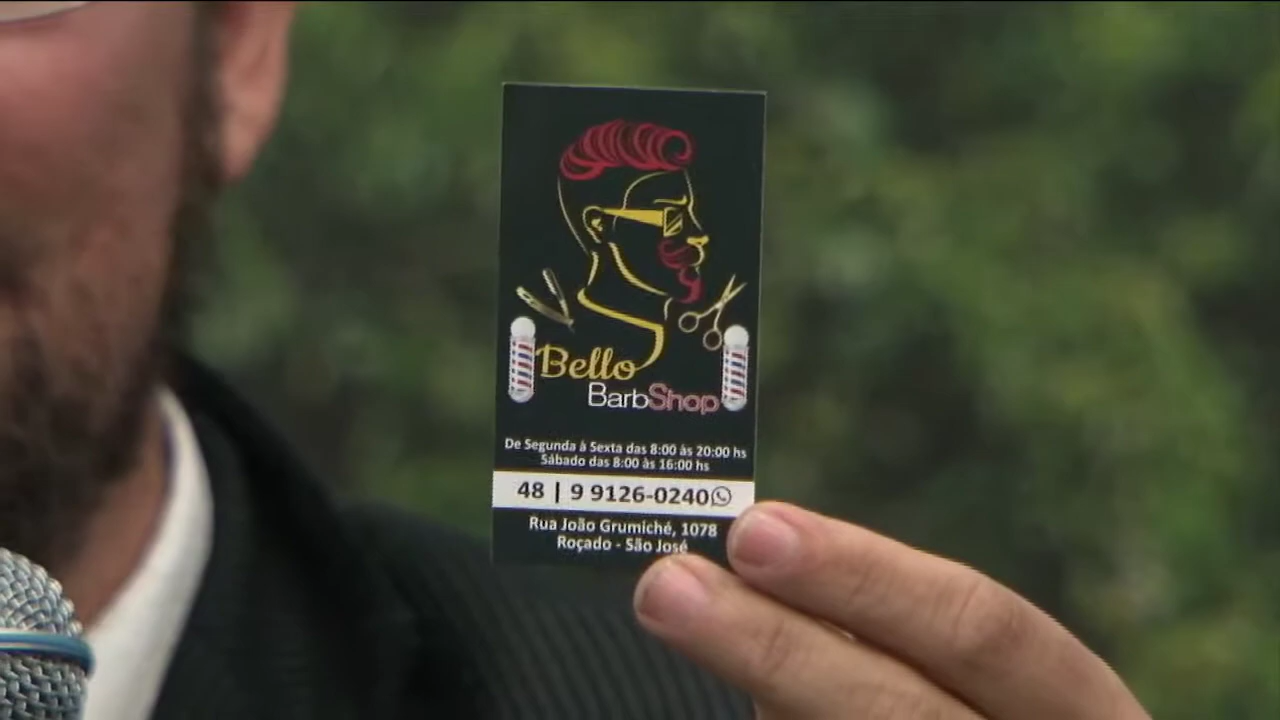 Bello
BarbShop
De Segunda à Sexta das 8:00 às 20:00 hs
Sábado das 8:00 às 16:00 hs
48 | 9 9126-0240
Rua João Grumiché, 1078
Roçado - São José